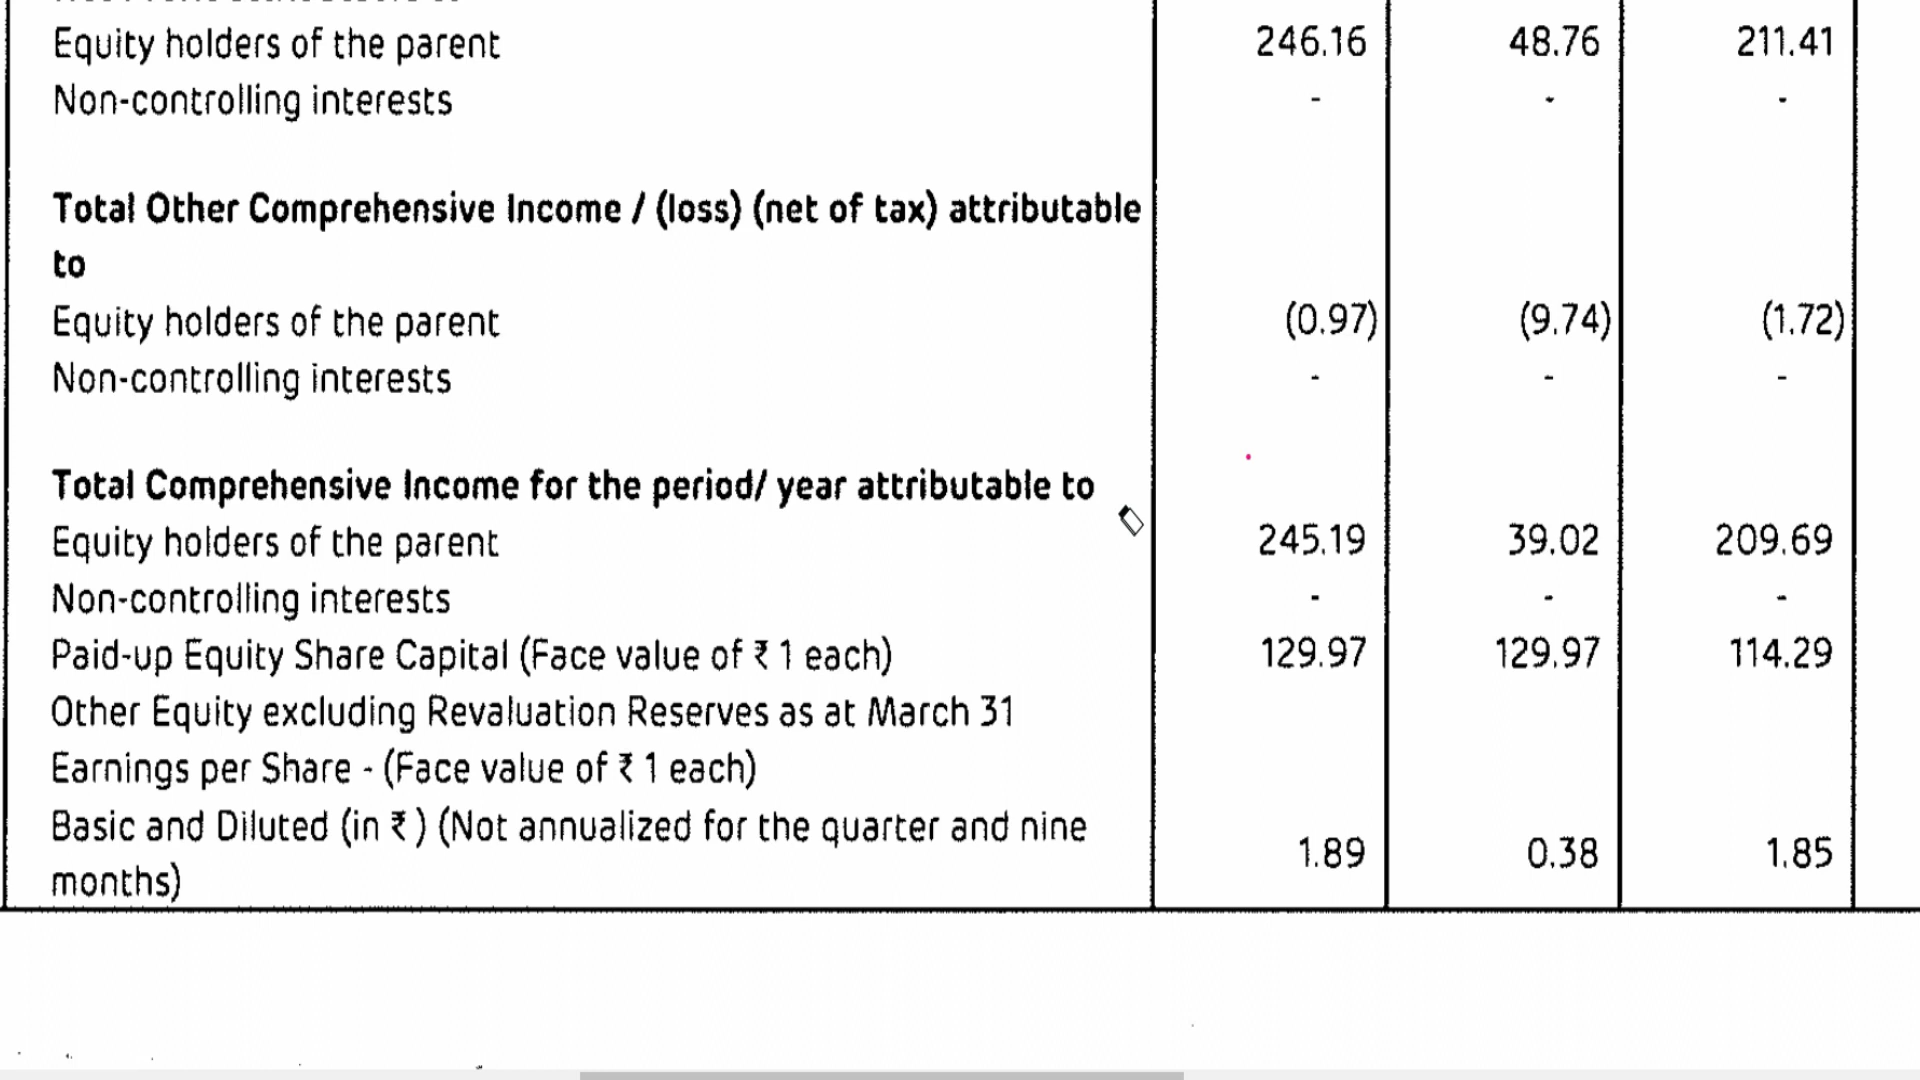 Equity holders of the parent 246.16 48.76 211.41
Non-controlling interests - - -
Total Other Comprehensive Income / (loss) (net of tax) attributable
to
Equity holders of the parent (0.97) (9.74) (1.72)
Non-controlling interests - - -
Total Comprehensive Income for the period/ year attributable to
Equity holders of the parent 245.19 39.02 209.69
Non-controlling interests - - -
Paid-up Equity Share Capital (Face value of ₹ 1 each) 129.97 129.97 114.29
Other Equity excluding Revaluation Reserves as at March 31
Earnings per Share - (Face value of ₹ 1 each)
Basic and Diluted (in ₹ ) (Not annualized for the quarter and nine
months) 1.89 0.38 1.85